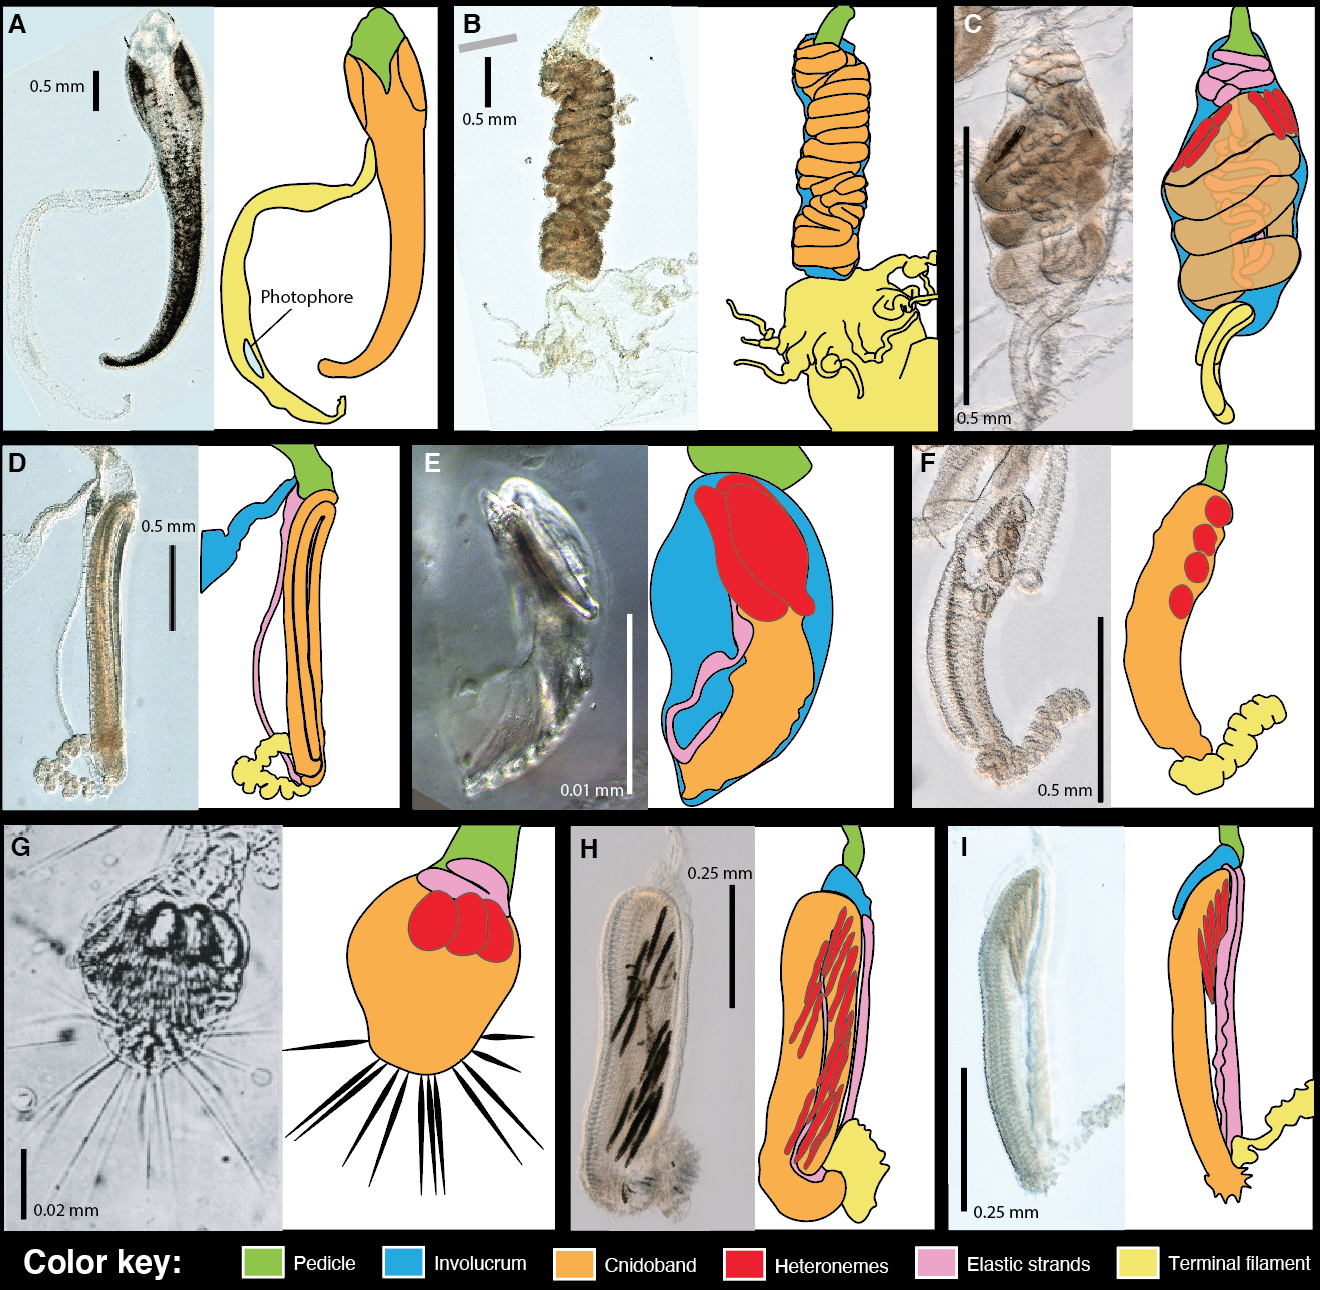 A
0.5 mm
Photophore
B
0.5 mm
C
0.5 mm
D
0.5 mm
E
0.01 mm
F
0.5 mm
G
0.02 mm
H
0.25 mm
I
0.25 mm
Color key:
Pedicle
Involucrum
Cnidoband
Heteronemes
Elastic strands
Terminal filament